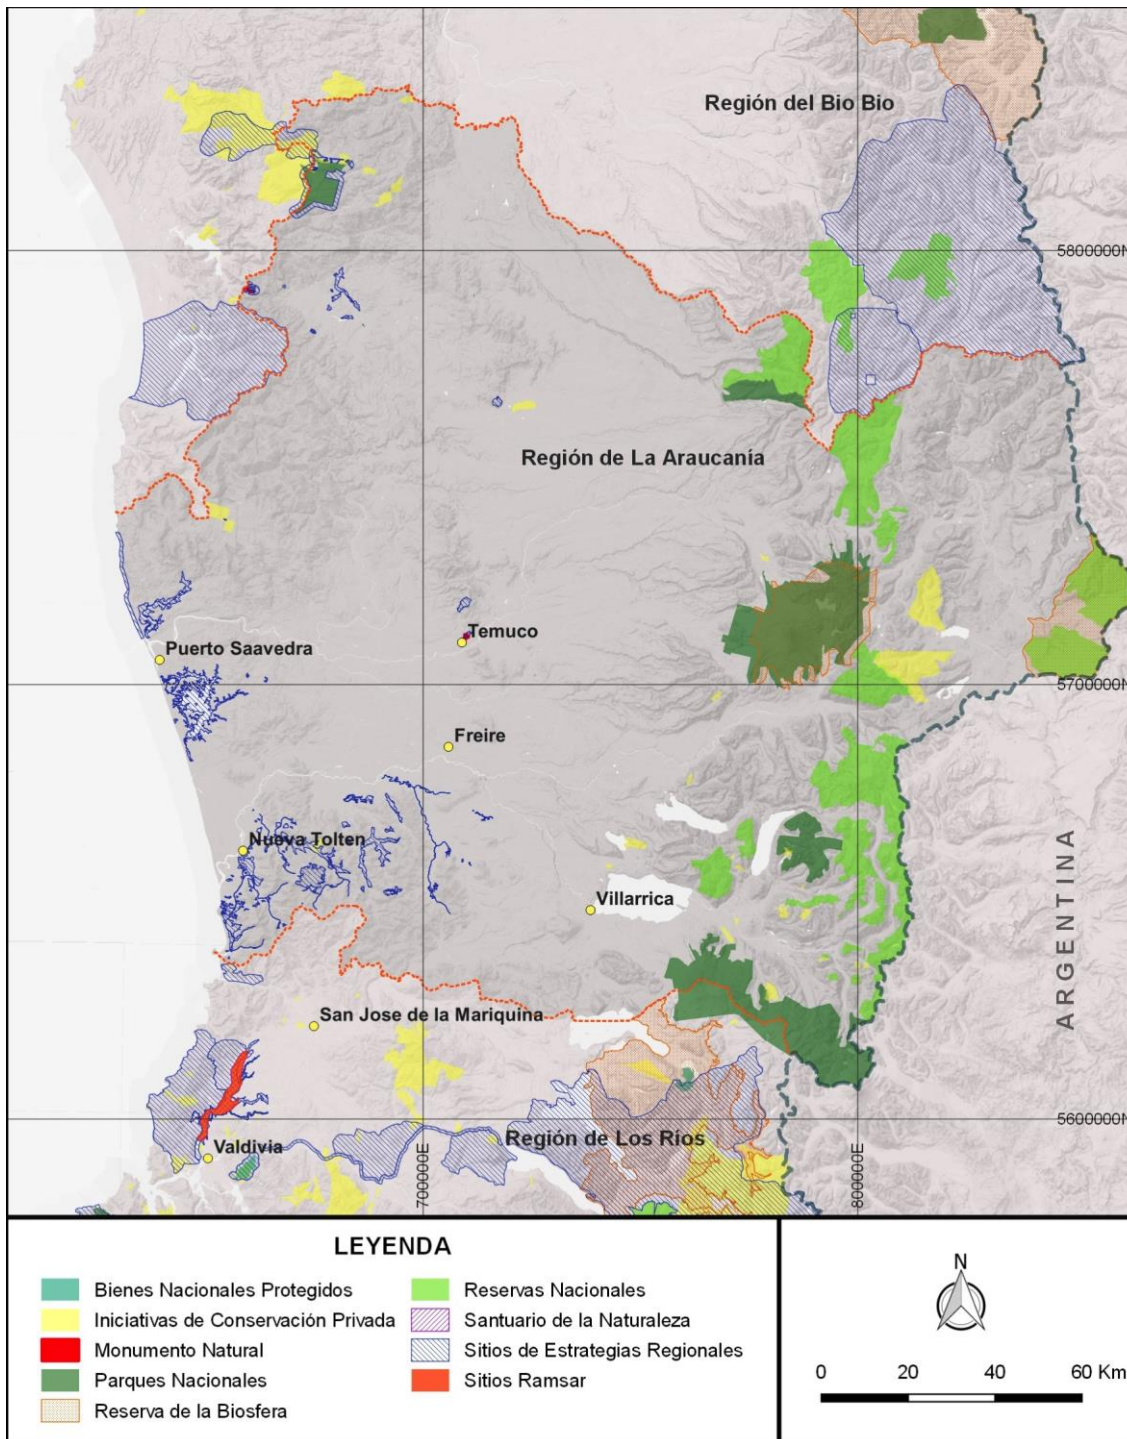 Región del Bio Bio
5800000N
Región de La Araucanía
Temuco
Puerto Saavedra
5700000N
Freire
Nueva Tolten
Villarrica
ARGENTINA
San Jose de la Mariquina
5600000N
Región de Los Ríos
Valdivia
700000E
800000E
LEYENDA
Bienes Nacionales Protegidos
Iniciativas de Conservación Privada
Monumento Natural
Parques Nacionales
Reserva de la Biosfera
Reservas Nacionales
Santuario de la Naturaleza
Sitios de Estrategias Regionales
Sitios Ramsar
N
0 20 40 60 Km